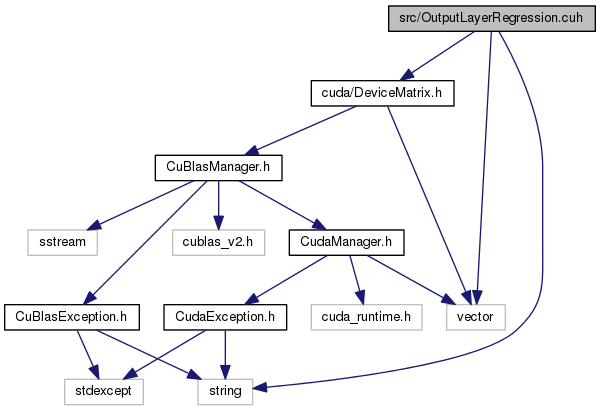 src/OutputLayerRegression.cuh
cuda/DeviceMatrix.h
CuBlasManager.h
sstream
cublas_v2.h
CudaManager.h
CuBlasException.h
CudaException.h
cuda_runtime.h
vector
stdexcept
string